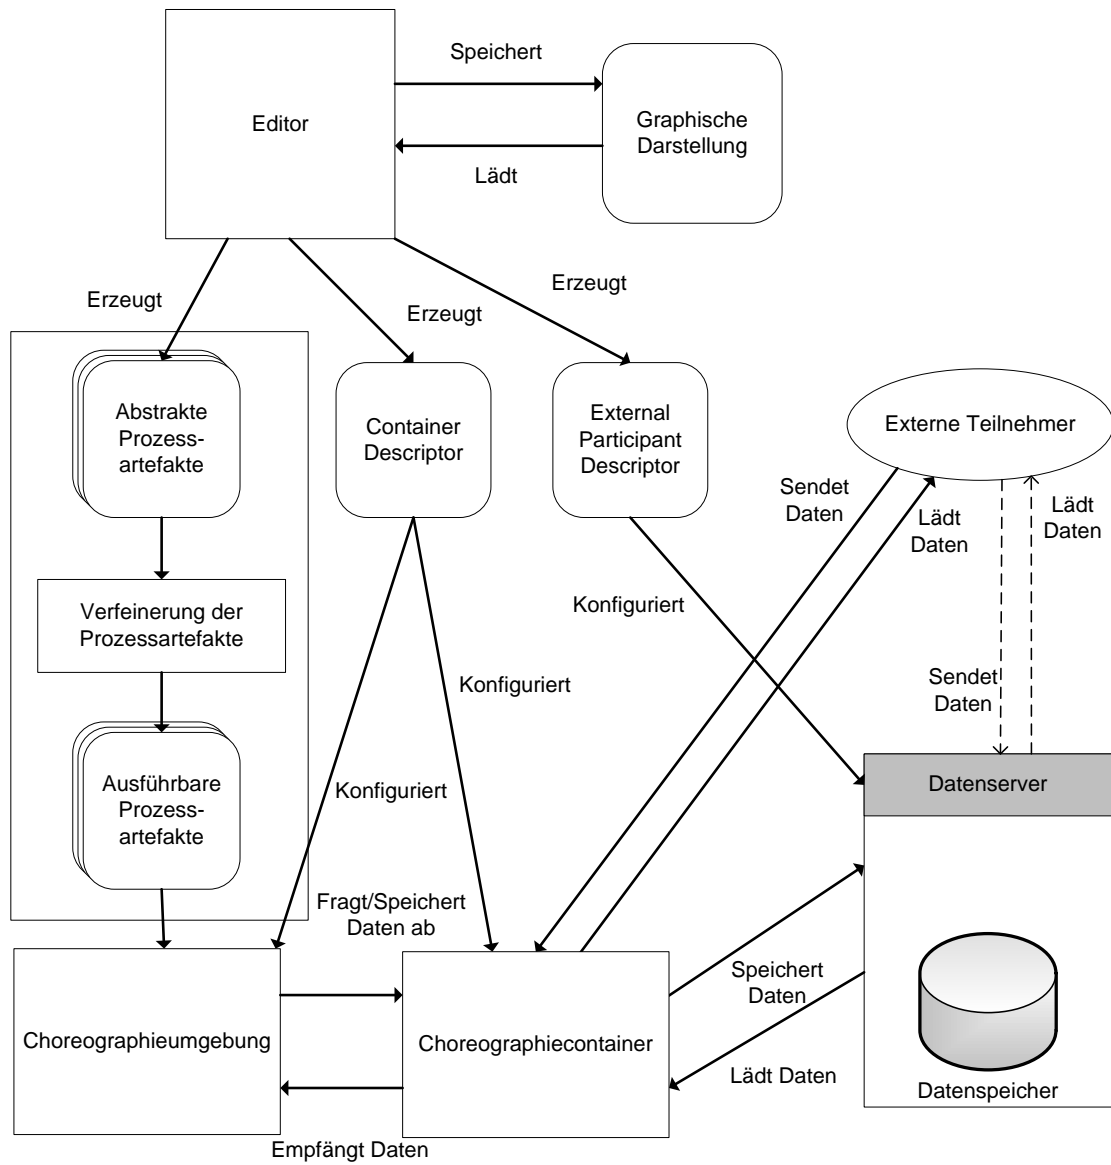 Speichert
Editor
Graphische
Darstellung
Lädt
Erzeugt
Erzeugt
Erzeugt
Abstrakte
Prozess-
artefakte
Container
Descriptor
External
Participant
Descriptor
Externe Teilnehmer
Sendet
Daten
Lädt
Daten
Lädt
Daten
Verfeinerung der
Prozessartefakte
Konfiguriert
Konfiguriert
Sendet
Daten
Ausführbare
Prozess-
artefakte
Konfiguriert
Datenserver
Fragt/Speichert
Daten ab
Speichert
Daten
Choreographieumgebung
Choreographiecontainer
Lädt Daten
Datenspeicher
Empfängt Daten